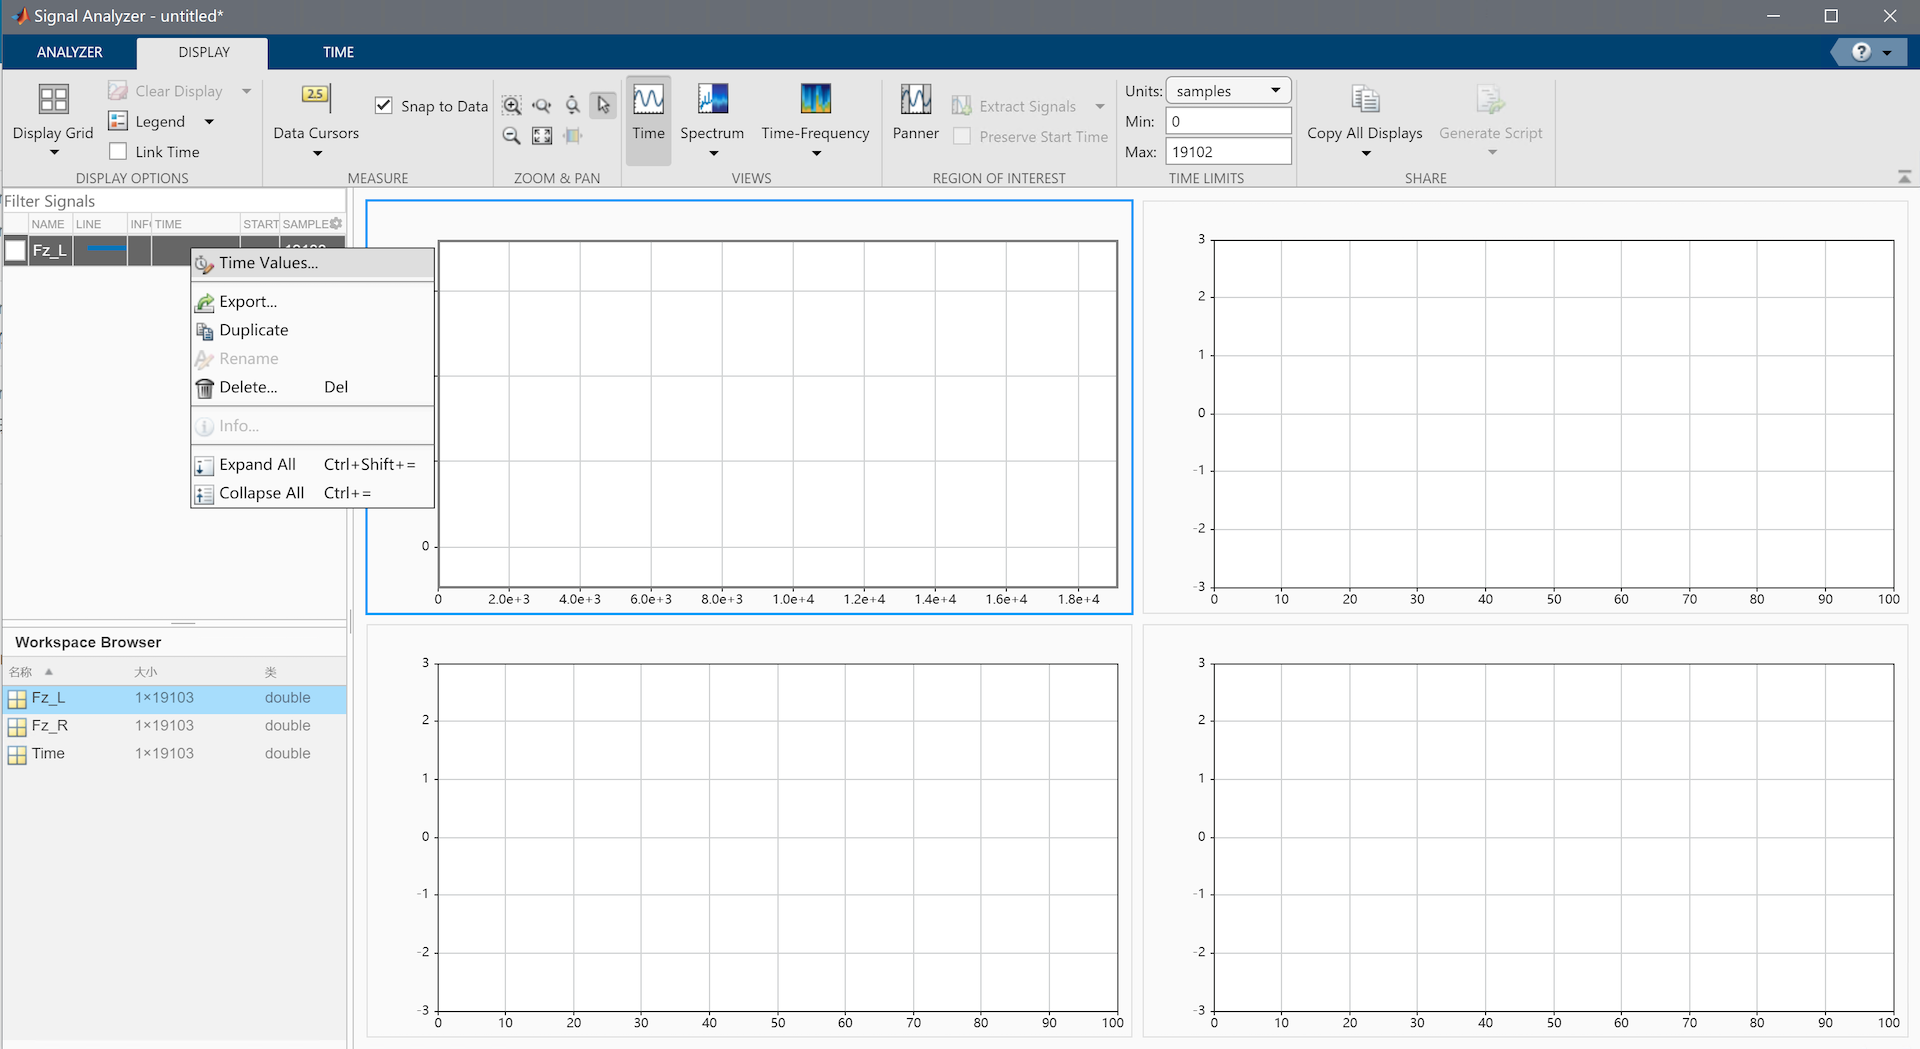 Signal Analyzer - untitled*
ANALYZER DISPLAY TIME
Display Grid
Clear Display
Legend
Link Time
DISPLAY OPTIONS
2.5
Data Cursors
Snap to Data
MEASURE
ZOOM & PAN
Time
Spectrum
Time-Frequency
VIEWS
Panner
Extract Signals
Preserve Start Time
REGION OF INTEREST
Units: samples
Min: 0
Max: 19102
TIME LIMITS
Copy All Displays
Generate Script
SHARE
Filter Signals
NAME LINE INF TIME START SAMPLE
Fz_L
Time Values...
Export...
Duplicate
Rename
Delete... Del
Info...
Expand All Ctrl+Shift+=
Collapse All Ctrl+=
0
0 2.0e+3 4.0e+3 6.0e+3 8.0e+3 1.0e+4 1.2e+4 1.4e+4 1.6e+4 1.8e+4
3
2
1
0
-1
-2
-3
0 10 20 30 40 50 60 70 80 90 100
Workspace Browser
名称 大小 类
Fz_L 1×19103 double
Fz_R 1×19103 double
Time 1×19103 double
3
2
1
0
-1
-2
-3
0 10 20 30 40 50 60 70 80 90 100
3
2
1
0
-1
-2
-3
0 10 20 30 40 50 60 70 80 90 100